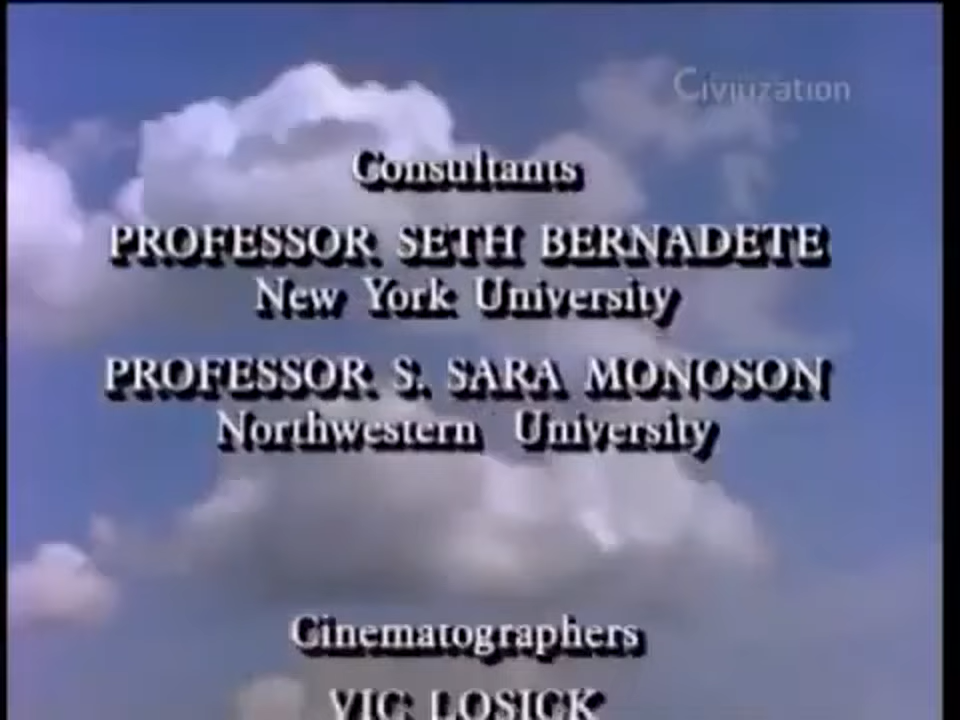 Civilization
Consultants
PROFESSOR SETH BERNADETE
New York University
PROFESSOR S. SARA MONOSON
Northwestern University
Cinematographers
VIC LOSICK